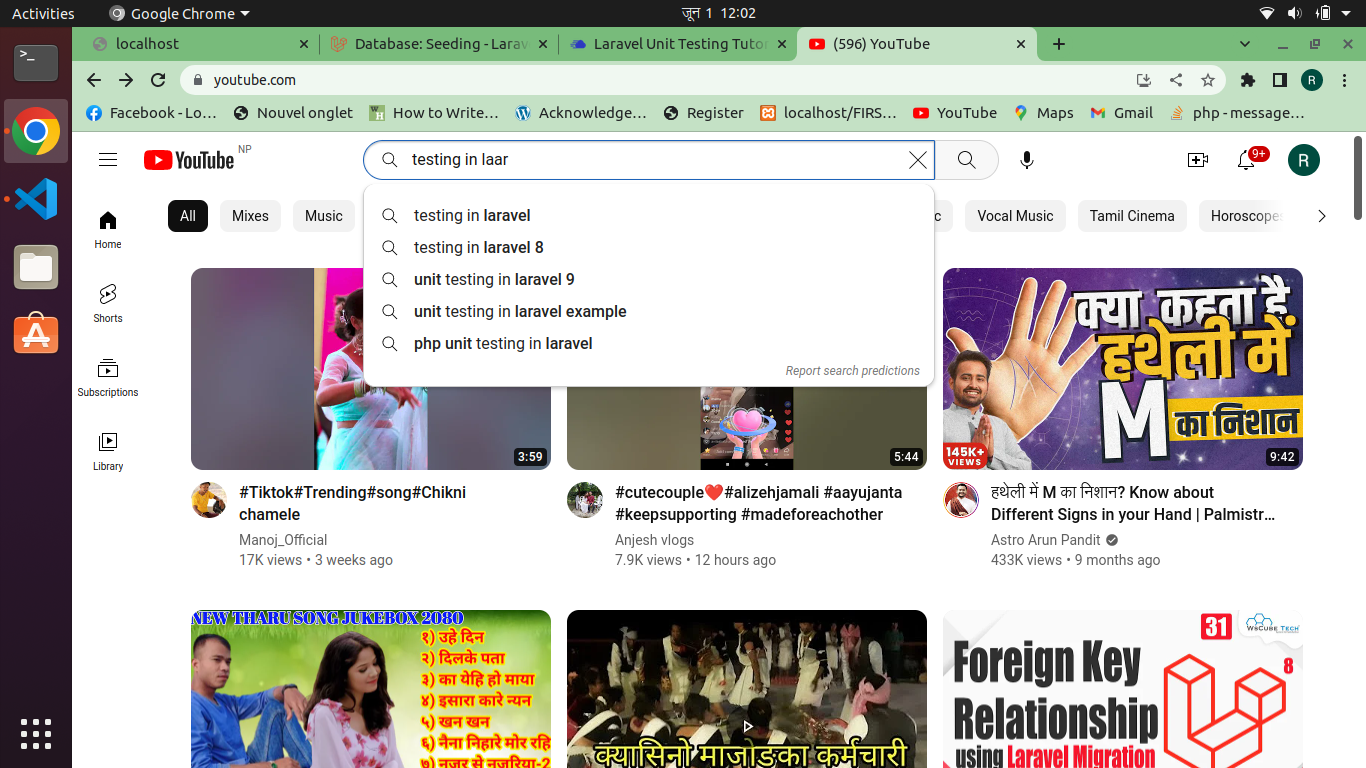 Activities
Google Chrome
जून 1 12:02
localhost
Database: Seeding - Larav
Laravel Unit Testing Tutor
(596) YouTube
youtube.com
R
Facebook - Lo…
Nouvel onglet
How to Write…
Acknowledge…
Register
localhost/FIRS…
YouTube
Maps
Gmail
php - message…
YouTube NP
testing in laar
9+
R
testing in laravel
testing in laravel 8
unit testing in laravel 9
unit testing in laravel example
php unit testing in laravel
Report search predictions
All
Mixes
Music
c
Vocal Music
Tamil Cinema
Horoscope
Home
Shorts
Subscriptions
Library
3:59
5:44
क्या कहता है
हथेली में
M का निशान
145K+
VIEWS
9:42
#Tiktok#Trending#song#Chikni
chamele
Manoj_Official
17K views • 3 weeks ago
#cutecouple❤️#alizehjamali #aayujanta
#keepsupporting #madeforeachother
Anjesh vlogs
7.9K views • 12 hours ago
हथेली में M का निशान? Know about
Different Signs in your Hand | Palmistr…
Astro Arun Pandit
433K views • 9 months ago
NEW THARU SONG JUKEBOX 2080
१) उहे दिन
२) दिलके पता
३) का येहि हो माया
४) इसारा कारे न्यन
५) खन खन
६) नैना निहारे मोर रहि
७) नजर से नजरिया-2
क्यासिनो माजोडका कर्मचारी
31
WsCube Tech
8
Foreign Key
Relationship
using Laravel Migration